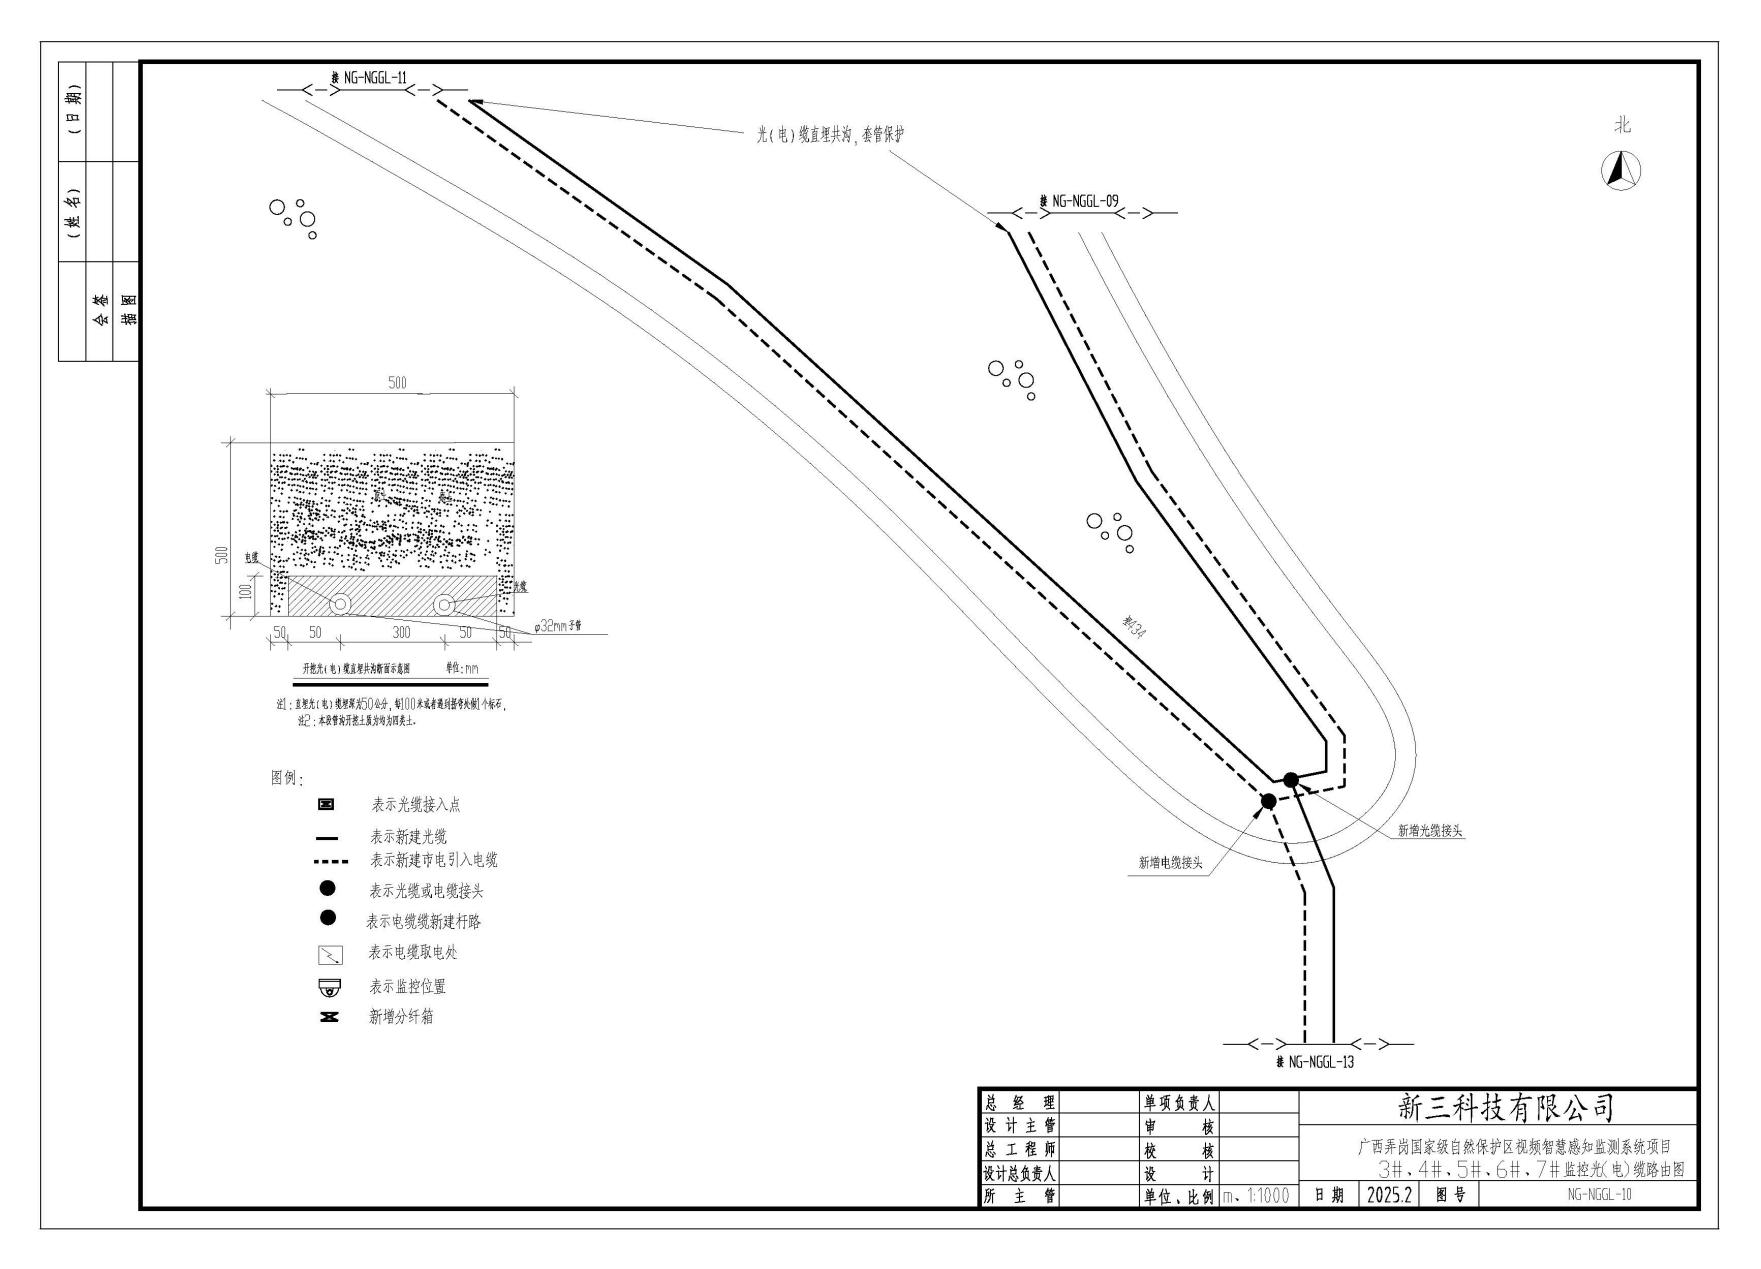 接 NG-NGGL-11
光(电)缆直埋共沟，套管保护
北
接 NG-NGGL-09
(日 期)
(姓 名)
会 签
描 图
500
500
100
电缆
光缆
50
50
300
50
50
φ32mm子管
开挖光(电)缆直埋共沟断面示意图 单位：mm
注1：直埋光(电)缆埋深为50公分，每100米或者遇到拐弯处做1个标石，
注2：本段管沟开挖土质为均为四类土。
埋434
图例：
表示光缆接入点
表示新建光缆
表示新建市电引入电缆
表示光缆或电缆接头
表示电缆缆新建杆路
表示电缆取电处
表示监控位置
新增分纤箱
新增光缆接头
新增电缆接头
接 NG-NGGL-13
总 经 理 单项负责人
设 计 主 管 审 核
总 工 程 师 校 核
设计总负责人 设 计
所 主 管 单位、比例 m、1:1000
新三科技有限公司
广西弄岗国家级自然保护区视频智慧感知监测系统项目
3#、4#、5#、6#、7#监控光(电)缆路由图
日 期 2025.2 图 号 NG-NGGL-10